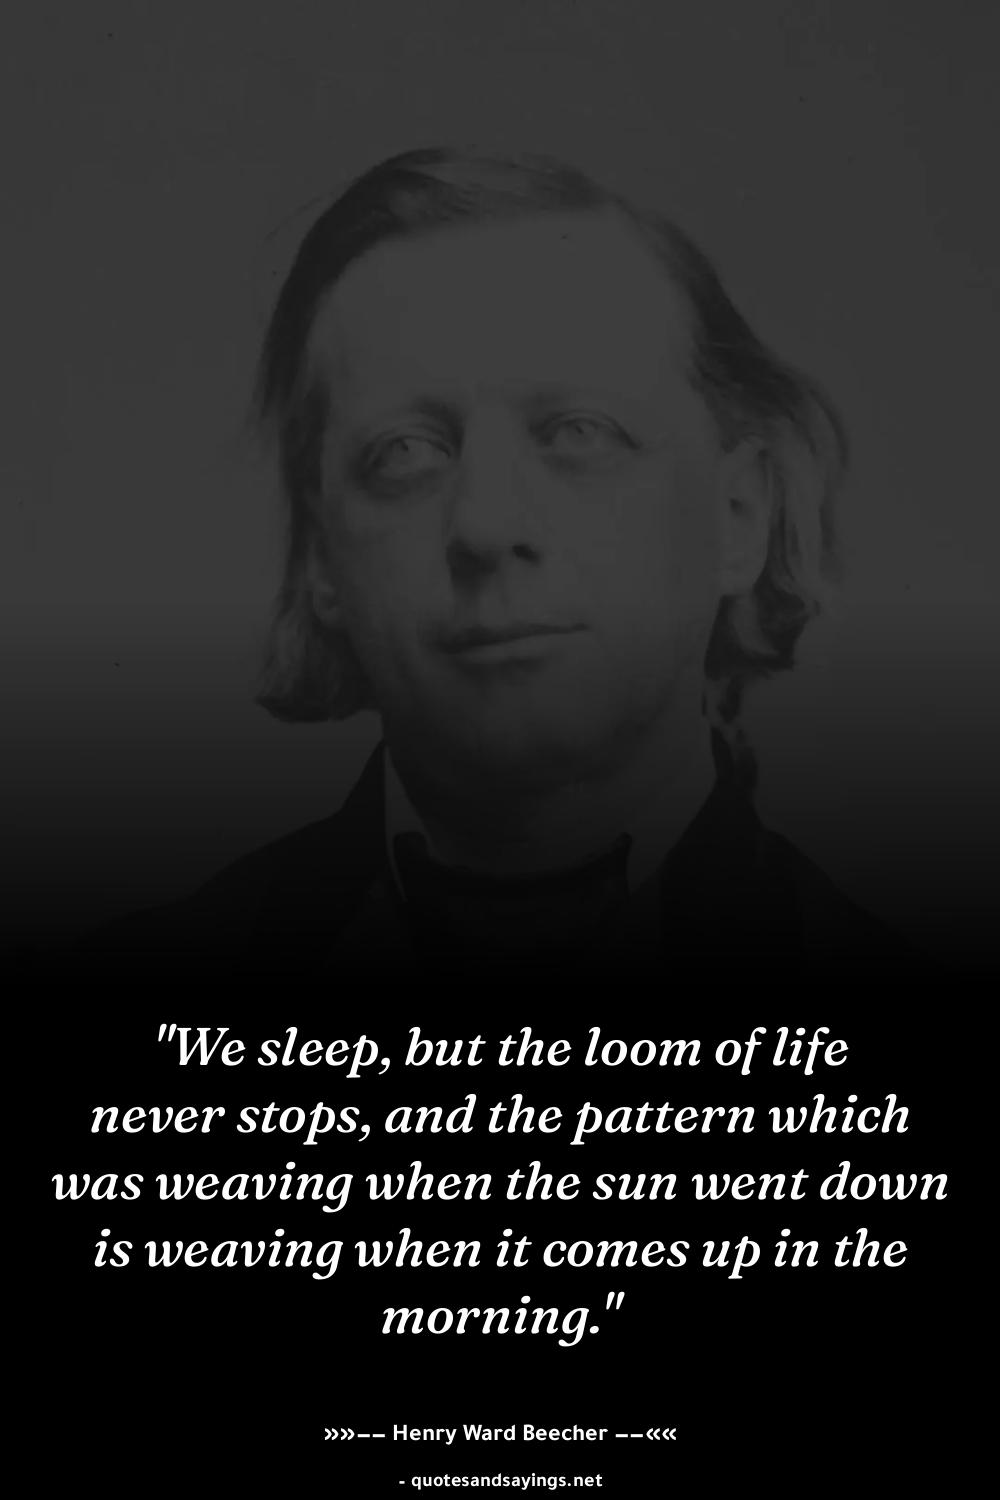 "We sleep, but the loom of life
never stops, and the pattern which
was weaving when the sun went down
is weaving when it comes up in the
morning."
»»-- Henry Ward Beecher --««
- quotesandsayings.net